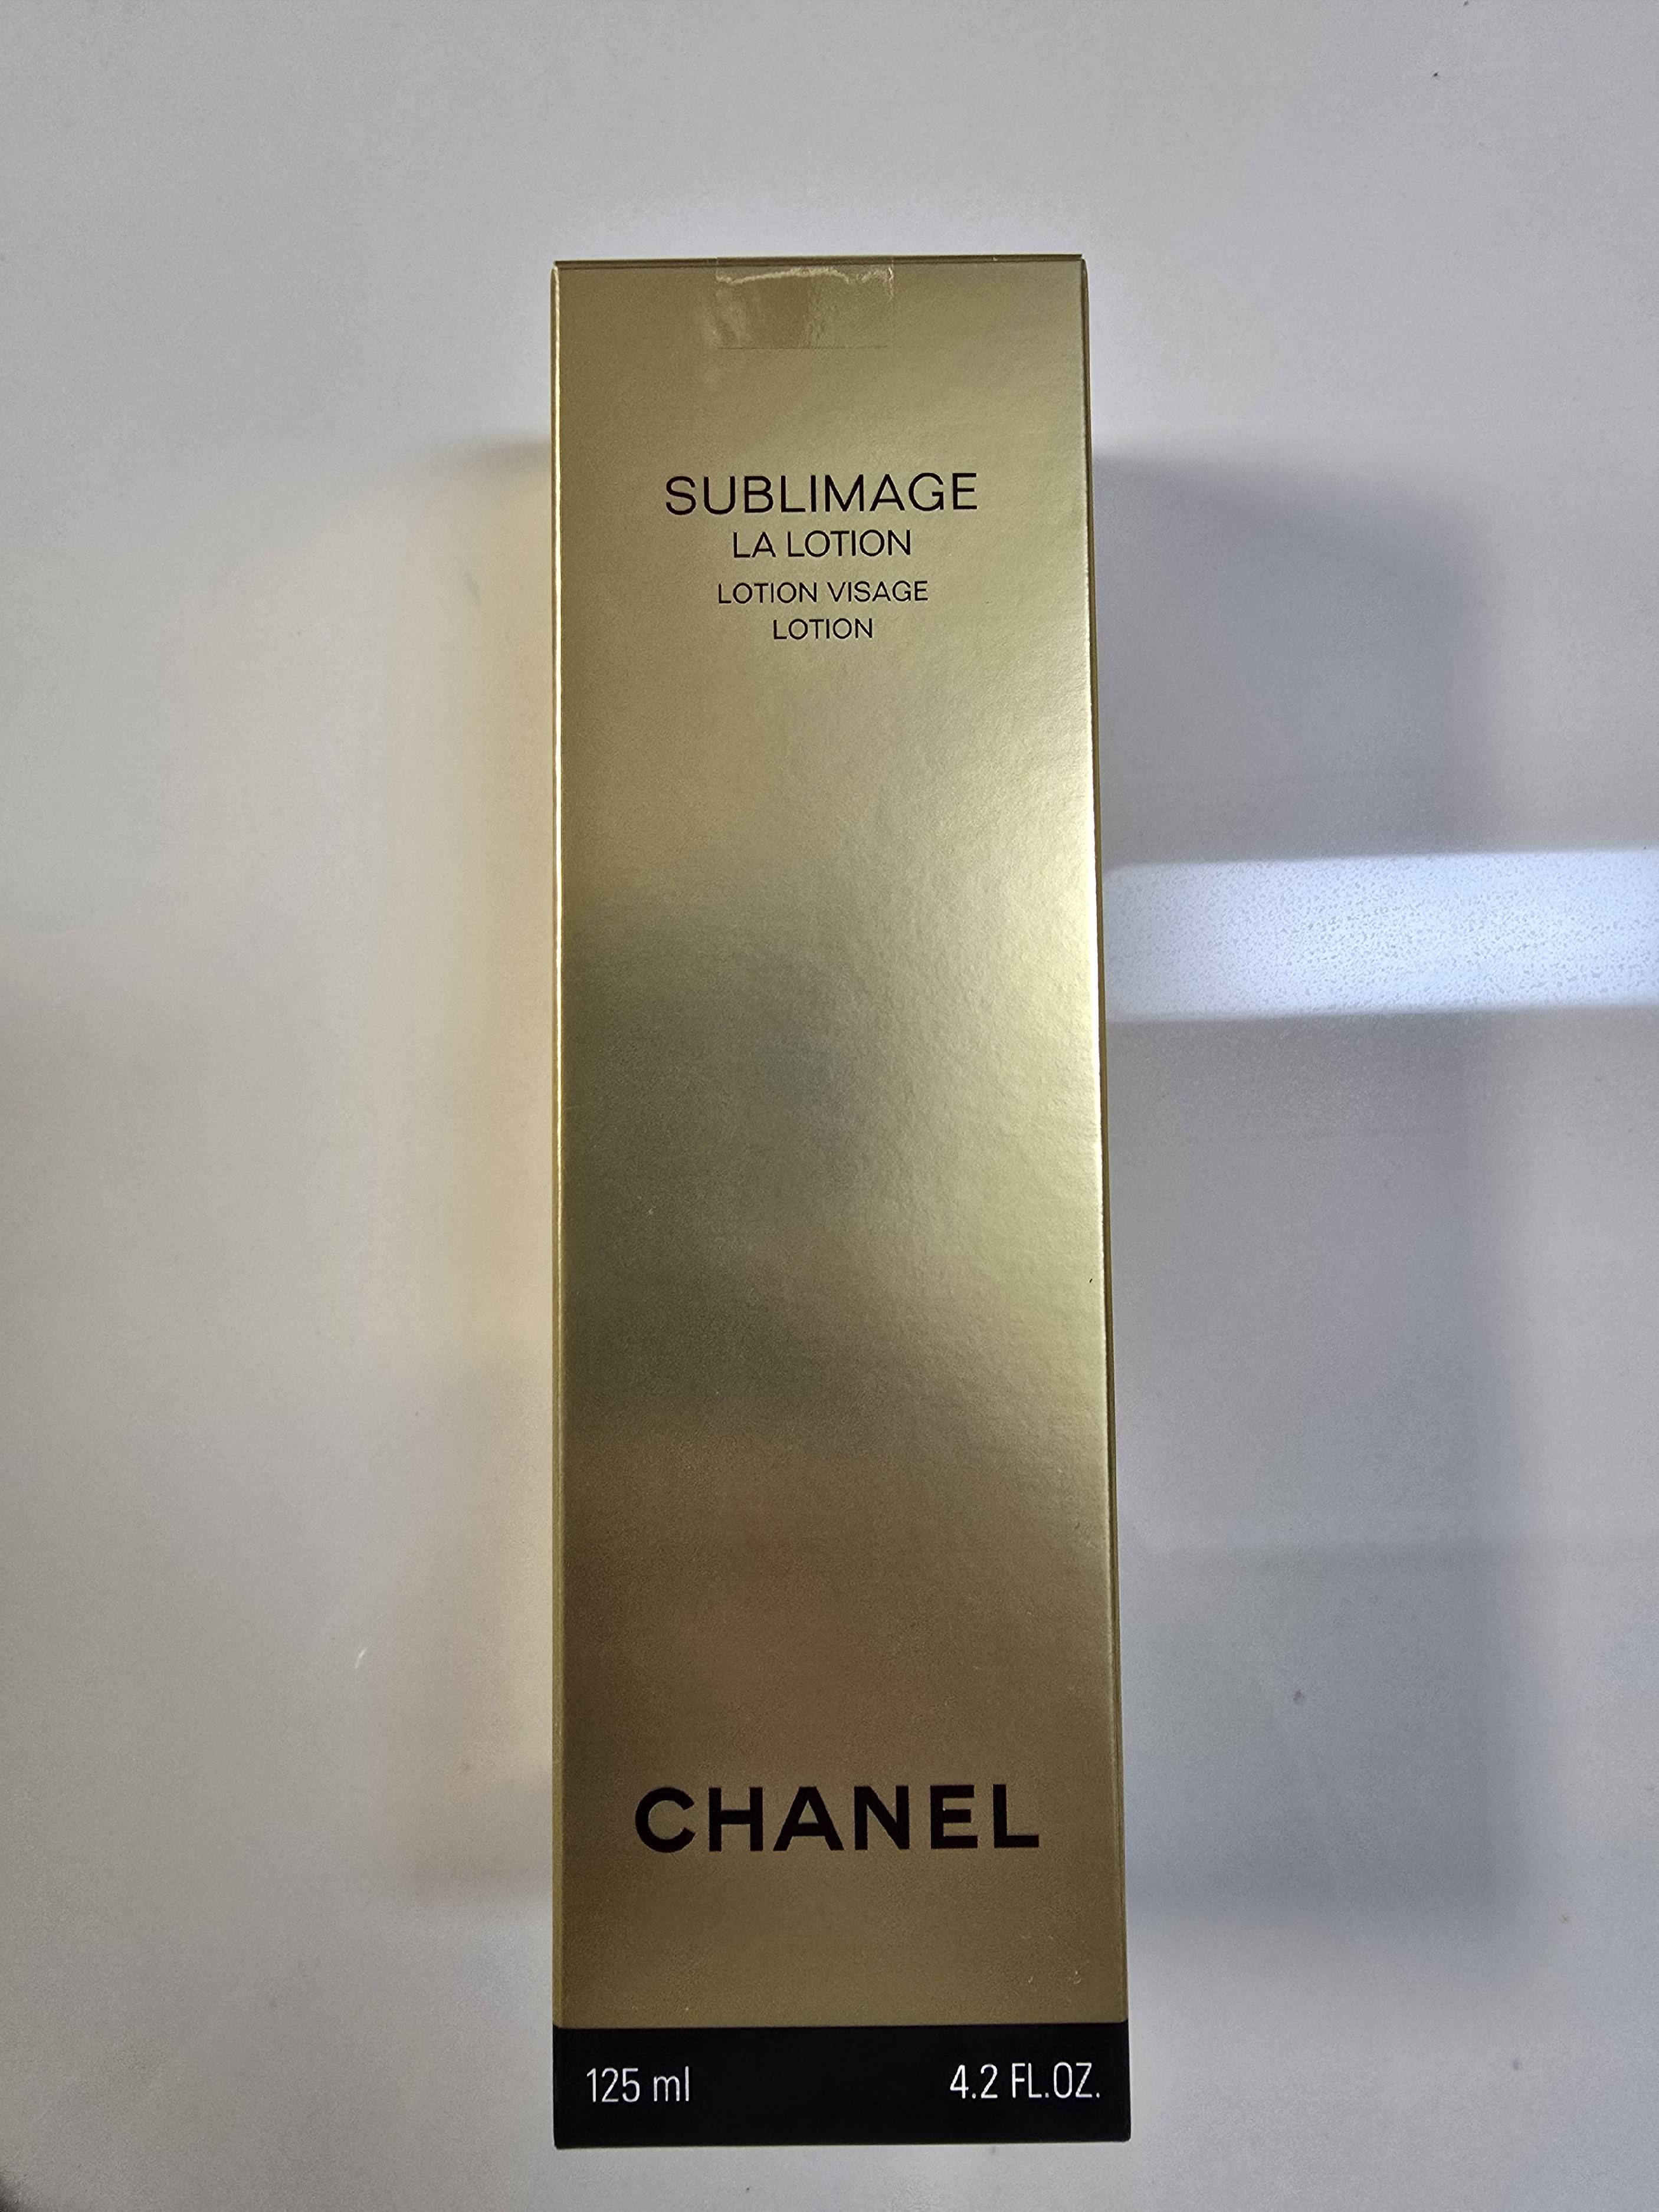 SUBLIMAGE
LA LOTION
LOTION VISAGE
LOTION
CHANEL
125 ml 4.2 FL.OZ.